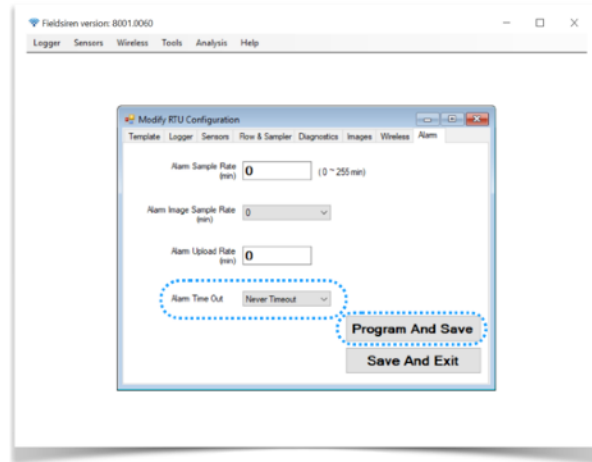 Fieldsiren version: 8001.0060
Logger Sensors Wireless Tools Analysis Help
Modify RTU Configuration
Template Logger Sensors Flow & Sampler Diagnostics Images Wireless Alarm
Alarm Sample Rate
(min)
0
( 0 ~ 255 min)
Alarm Image Sample Rate
(min)
0
Alarm Upload Rate
(min)
0
Alarm Time Out
Never Timeout
Program And Save
Save And Exit